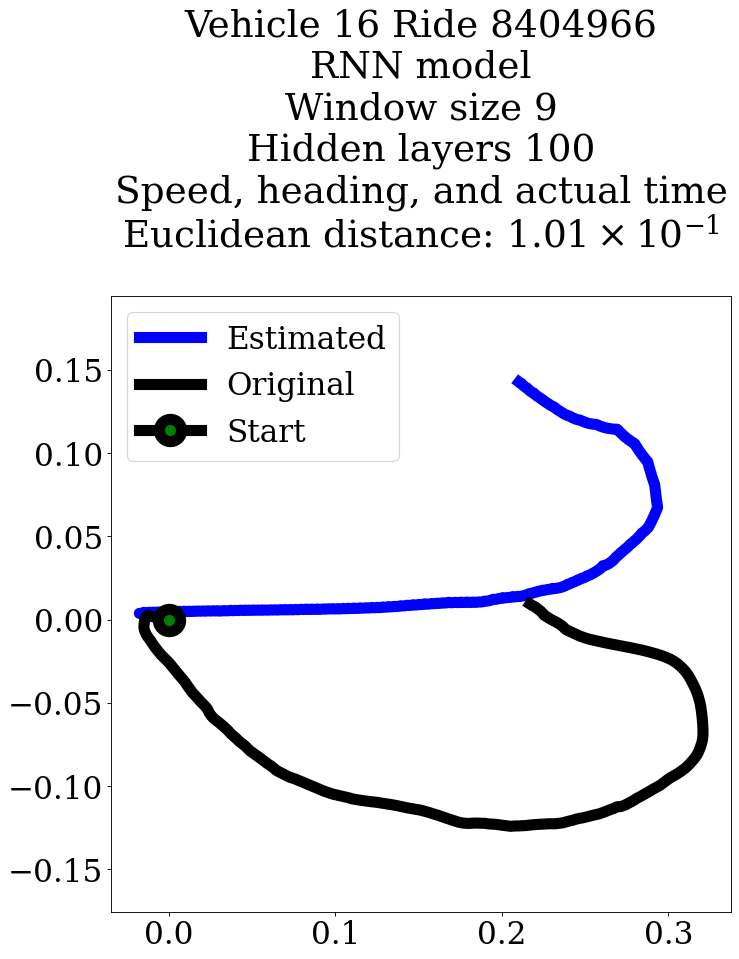 Vehicle 16 Ride 8404966
RNN model
Window size 9
Hidden layers 100
Speed, heading, and actual time
Euclidean distance: 1.01 × 10⁻¹
Estimated
Original
Start
0.15
0.10
0.05
0.00
−0.05
−0.10
−0.15
0.0 0.1 0.2 0.3